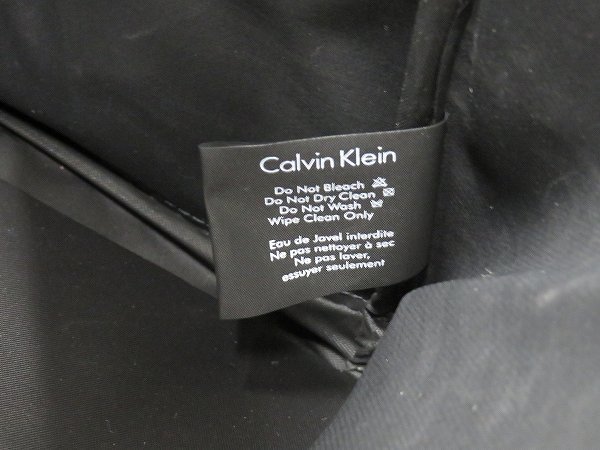 Calvin Klein
Do Not Bleach
Do Not Dry Clean
Do Not Wash
Wipe Clean Only
Eau de Javel interdite
Ne pas nettoyer à sec
Ne pas laver,
essuyer seulement